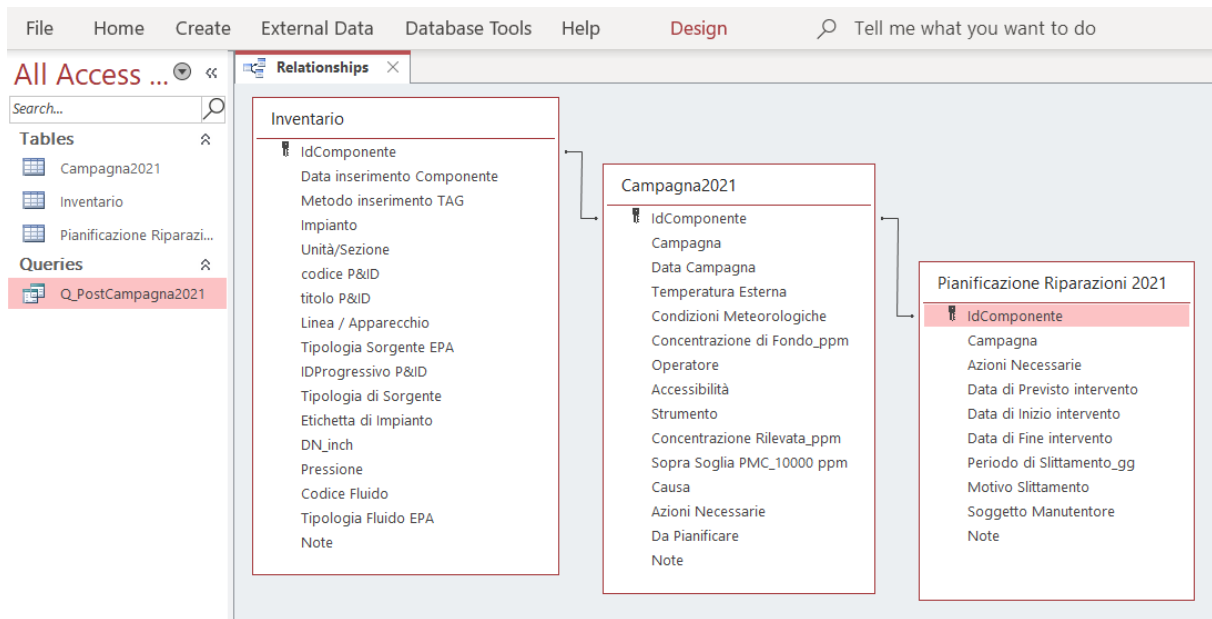 File Home Create External Data Database Tools Help Design Tell me what you want to do
All Access ...
Search...
Tables
Campagna2021
Inventario
Pianificazione Riparazi...
Queries
Q_PostCampagna2021
Relationships
Inventario
IdComponente
Data inserimento Componente
Metodo inserimento TAG
Impianto
Unità/Sezione
codice P&ID
titolo P&ID
Linea / Apparecchio
Tipologia Sorgente EPA
IDProgressivo P&ID
Tipologia di Sorgente
Etichetta di Impianto
DN_inch
Pressione
Codice Fluido
Tipologia Fluido EPA
Note
Campagna2021
IdComponente
Campagna
Data Campagna
Temperatura Esterna
Condizioni Meteorologiche
Concentrazione di Fondo_ppm
Operatore
Accessibilità
Strumento
Concentrazione Rilevata_ppm
Sopra Soglia PMC_10000 ppm
Causa
Azioni Necessarie
Da Pianificare
Note
Pianificazione Riparazioni 2021
IdComponente
Campagna
Azioni Necessarie
Data di Previsto intervento
Data di Inizio intervento
Data di Fine intervento
Periodo di Slittamento_gg
Motivo Slittamento
Soggetto Manutentore
Note